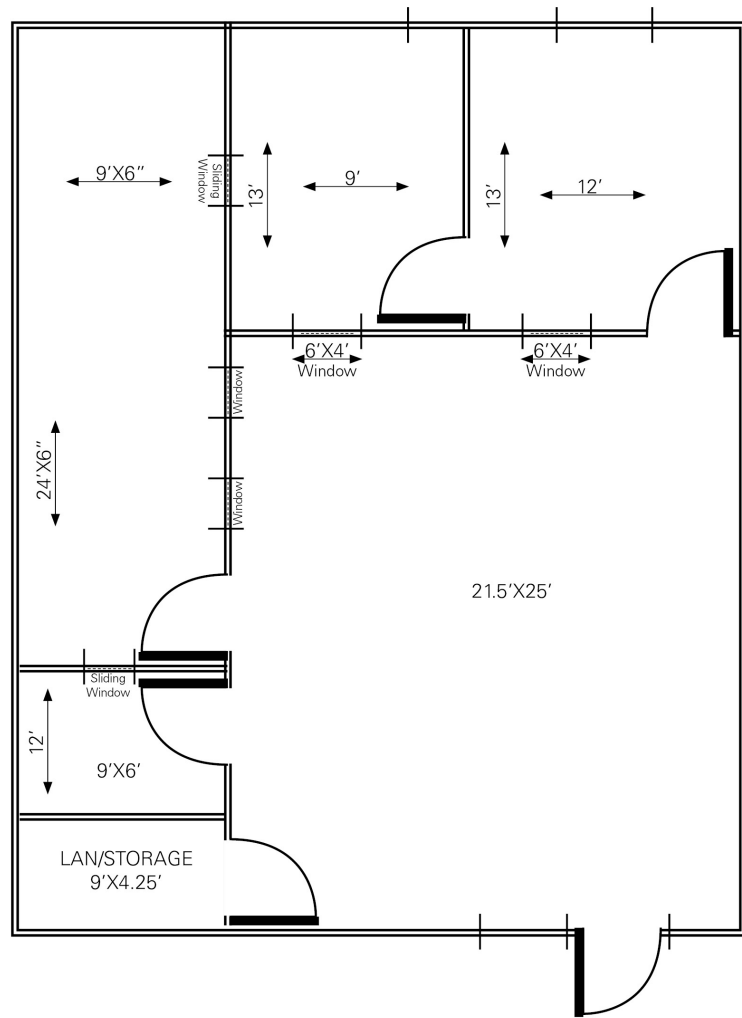 9'X6"
Sliding
Window
13'
9'
13'
12'
6'X4'
Window
6'X4'
Window
Window
24'X6"
Window
21.5'X25'
Sliding
Window
12'
9'X6'
LAN/STORAGE
9'X4.25'